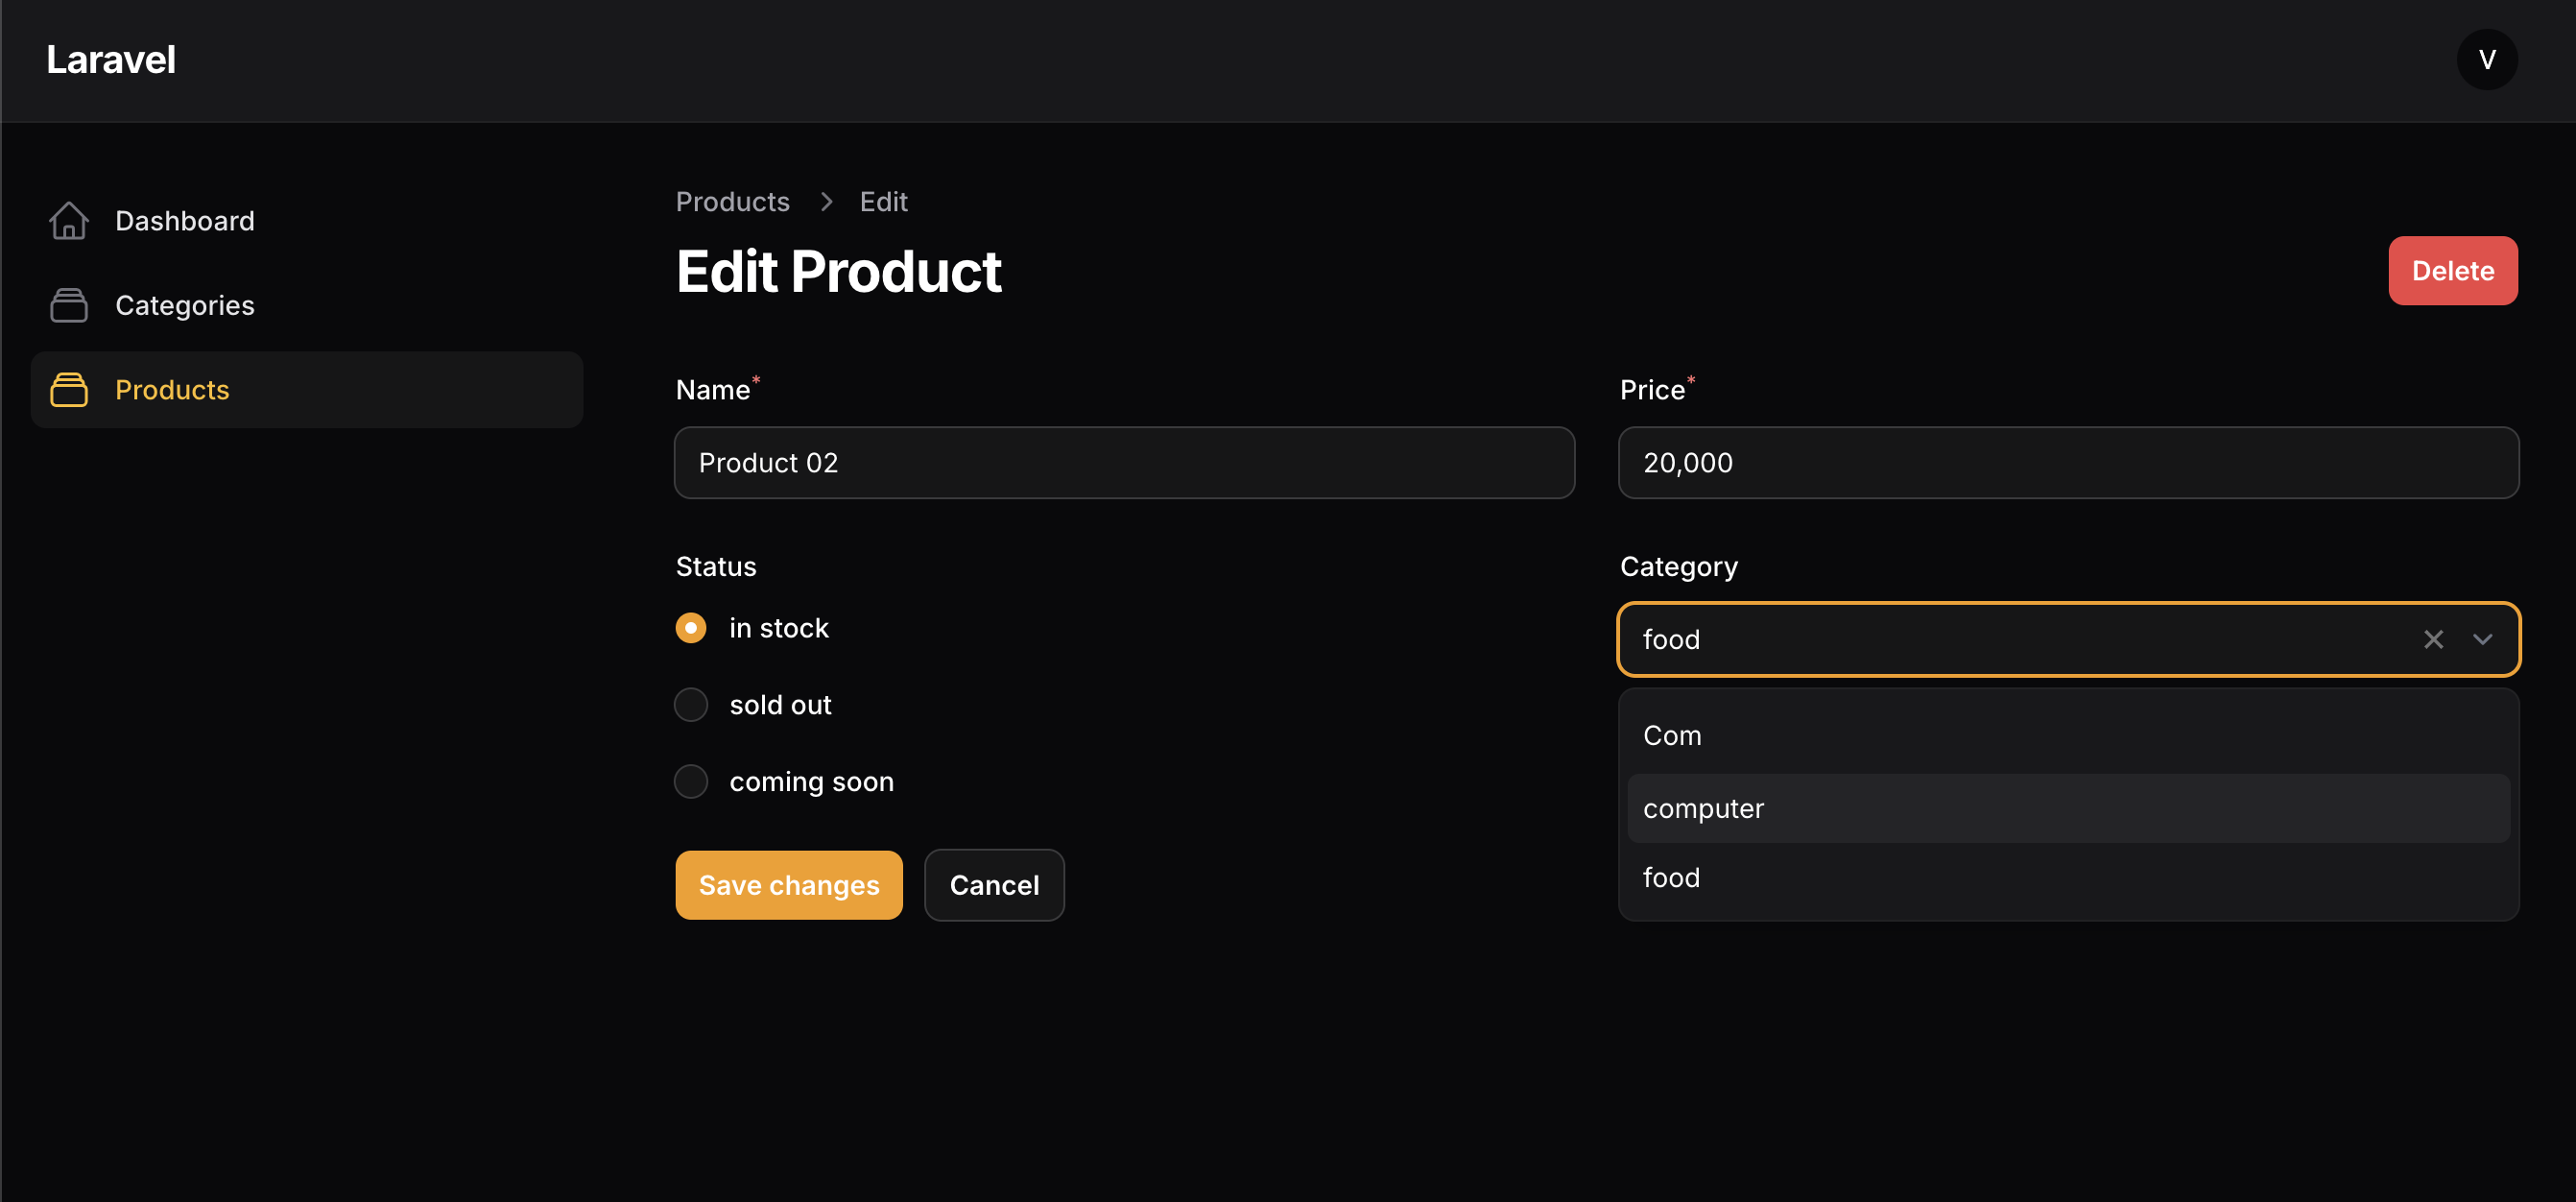 Laravel
V
Dashboard
Categories
Products
Products > Edit
Edit Product
Delete
Name*
Product 02
Price*
20,000
Status
in stock
sold out
coming soon
Category
food
Com
computer
food
Save changes
Cancel